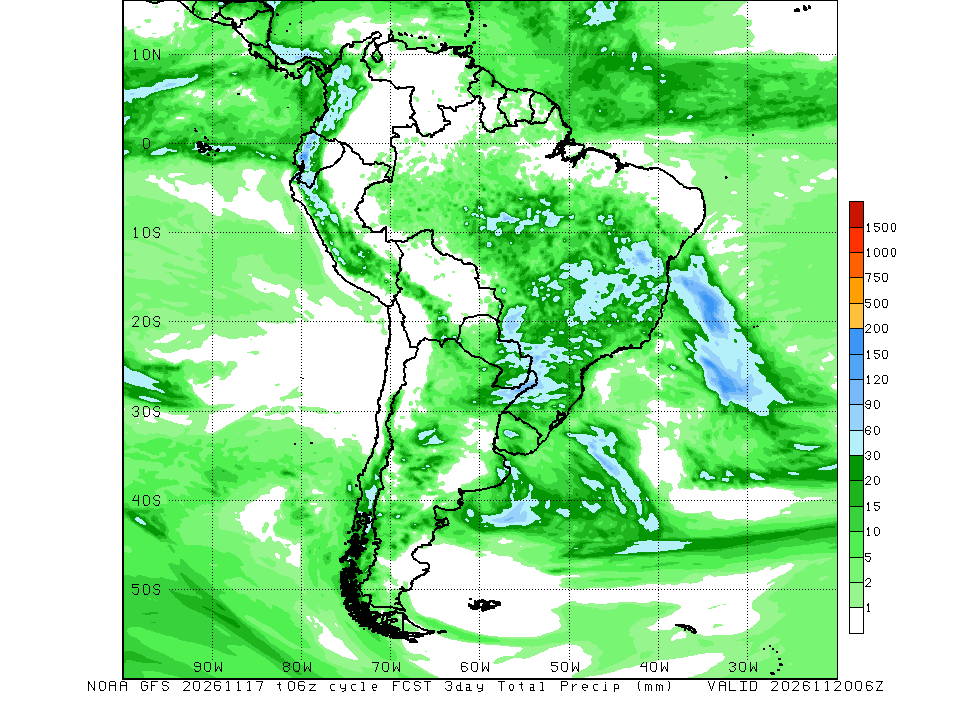 10N
0
10S
20S
30S
40S
50S
90W 80W 70W 60W 50W 40W 30W
1500
1000
750
500
200
150
120
90
60
30
20
15
10
5
2
1
NOAA GFS 20261117 t06z cycle FCST 3day Total Precip (mm) VALID 2026112006Z